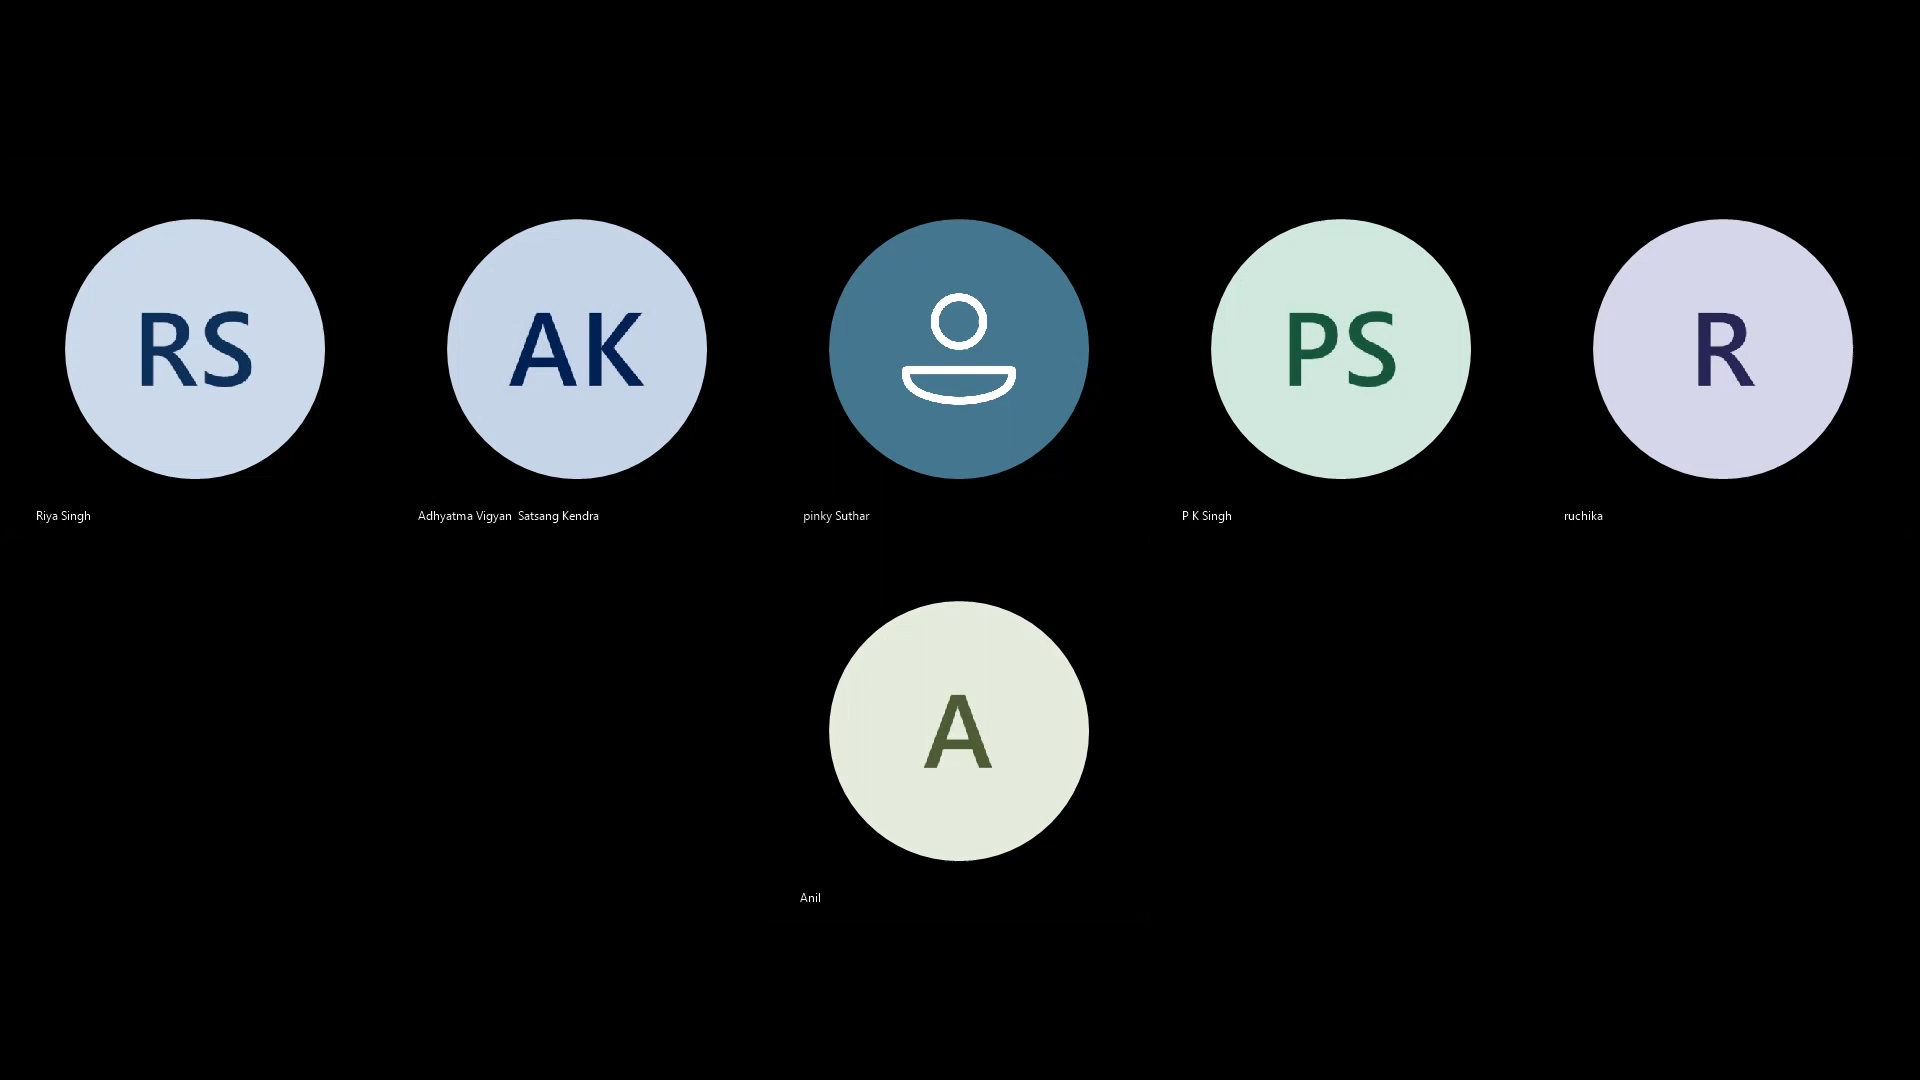 RS
AK
PS
R
Riya Singh
Adhyatma Vigyan  Satsang Kendra
pinky Suthar
P K Singh
ruchika
A
Anil